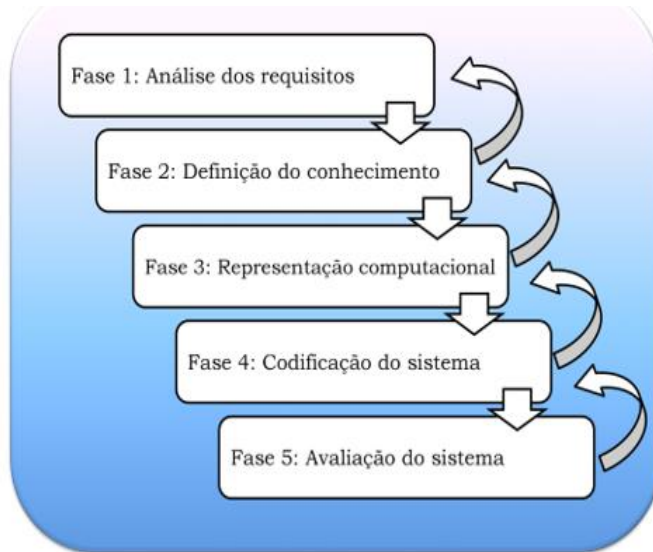 Fase 1: Análise dos requisitos
Fase 2: Definição do conhecimento
Fase 3: Representação computacional
Fase 4: Codificação do sistema
Fase 5: Avaliação do sistema